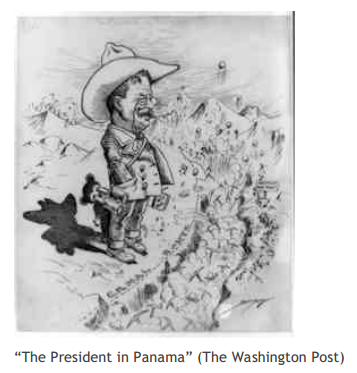 “The President in Panama” (The Washington Post)